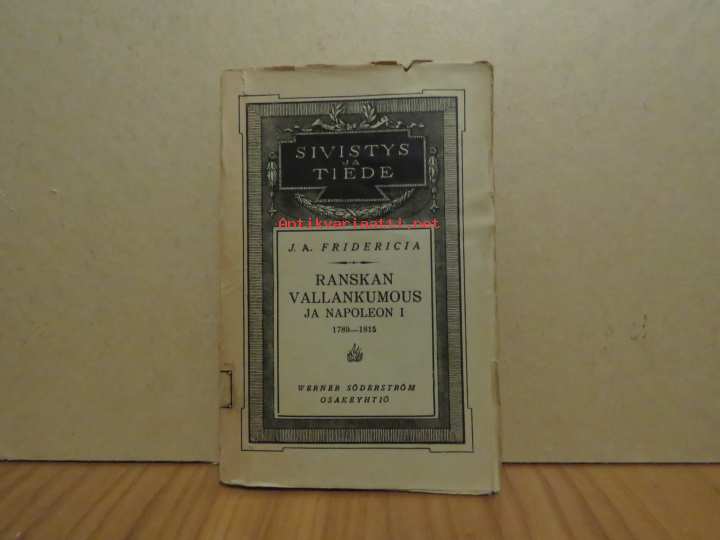 SIVISTYS
JA
TIEDE
Antikvariaatti.net
J. A. FRIDERICIA
RANSKAN
VALLANKUMOUS
JA NAPOLEON I
1789—1815
WERNER SÖDERSTRÖM
OSAKEYHTIÖ